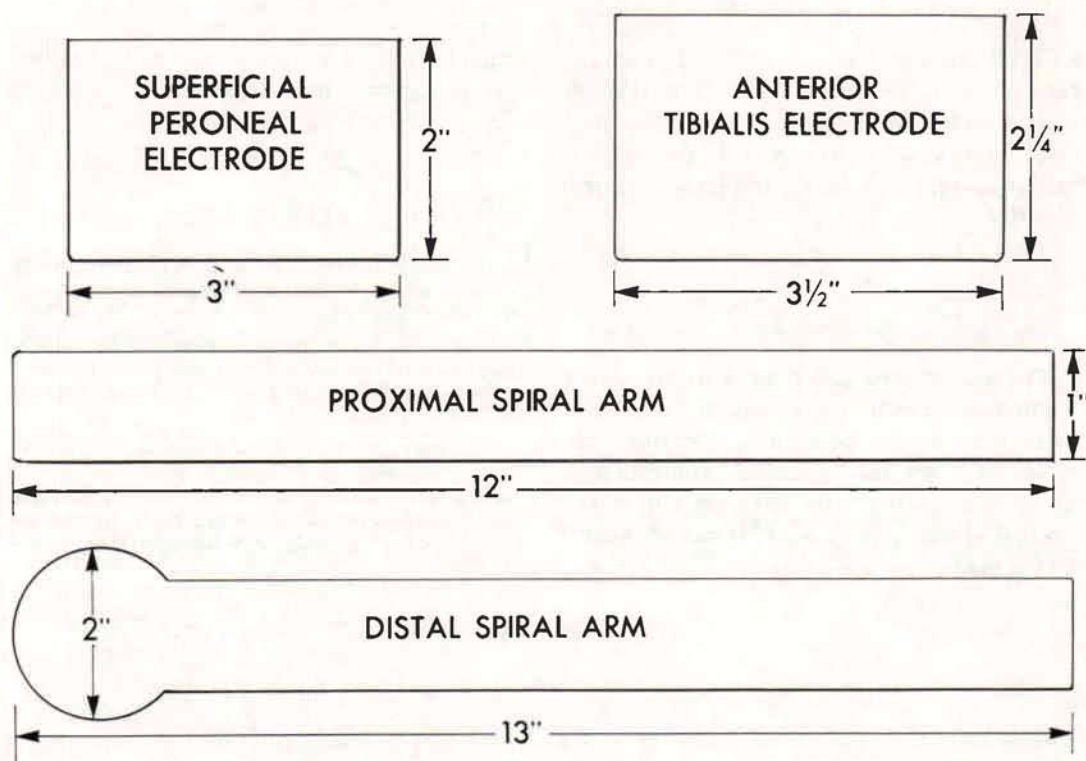 SUPERFICIAL
PERONEAL
ELECTRODE
2"
3"
ANTERIOR
TIBIALIS ELECTRODE
2¼"
3½"
PROXIMAL SPIRAL ARM
1"
12"
2"
DISTAL SPIRAL ARM
13"